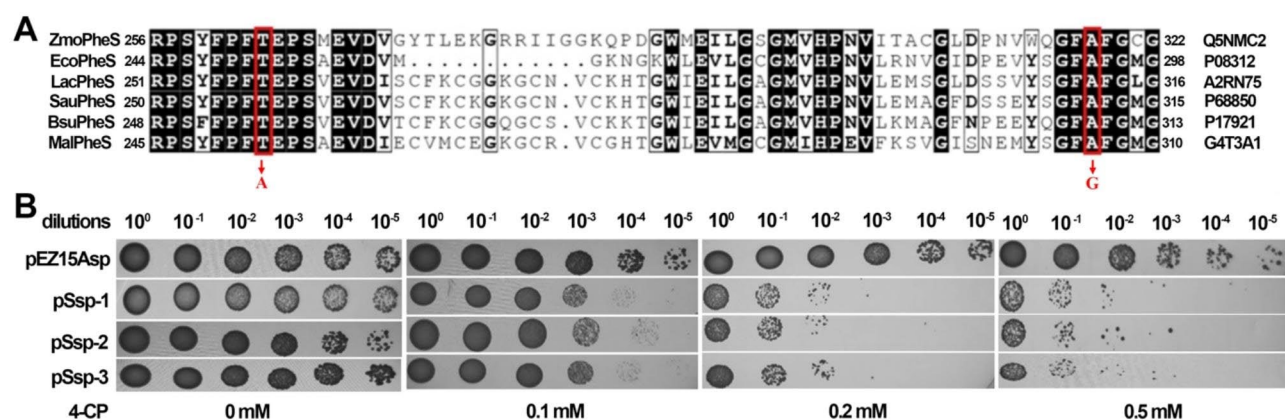 A
ZmoPheS 256 RPSYFPFTEPSMEVDVGYTLEKGRRIIGGKQPDGWMEILGSGMVHPNVITACGLDPNVWQGFAFGCG 322 Q5NMC2
EcoPheS 244 RPSYFPFTEPSAEVDVM............GKNGKWLEVLGCGMVHPNVLRNVGIDPEVYSGFAFGMG 298 P08312
LacPheS 251 RPSYFPFTEPSVEVDISCFKCGGKGCN.VCKHTGWIEILGAGMVHPNVLEMSGLDSSVYSGFAFGLG 316 A2RN75
SauPheS 250 RPSYFPFTEPSVEVDVSCFKCKGKGCN.VCKHTGWIEILGAGMVHPNVLEMAGFDSSEYSGFAFGMG 315 P68850
BsuPheS 248 RPSFFPFTEPSAEVDVTCFKCGGQGCS.VCKKTGWIEILGAGMVHPNVLKMAGFNPEEYQGFAFGMG 313 P17921
MalPheS 245 RPSYFPFTEPSAEVDIECVMCEGKGCR.VCGHTGWLEVMGCGMIHPEVFKSVGISNEMYSGFAFGMG 310 G4T3A1
A G
B
dilutions 10⁰ 10⁻¹ 10⁻² 10⁻³ 10⁻⁴ 10⁻⁵ 10⁰ 10⁻¹ 10⁻² 10⁻³ 10⁻⁴ 10⁻⁵ 10⁰ 10⁻¹ 10⁻² 10⁻³ 10⁻⁴ 10⁻⁵ 10⁰ 10⁻¹ 10⁻² 10⁻³ 10⁻⁴ 10⁻⁵
pEZ15Asp
pSsp-1
pSsp-2
pSsp-3
4-CP 0 mM 0.1 mM 0.2 mM 0.5 mM